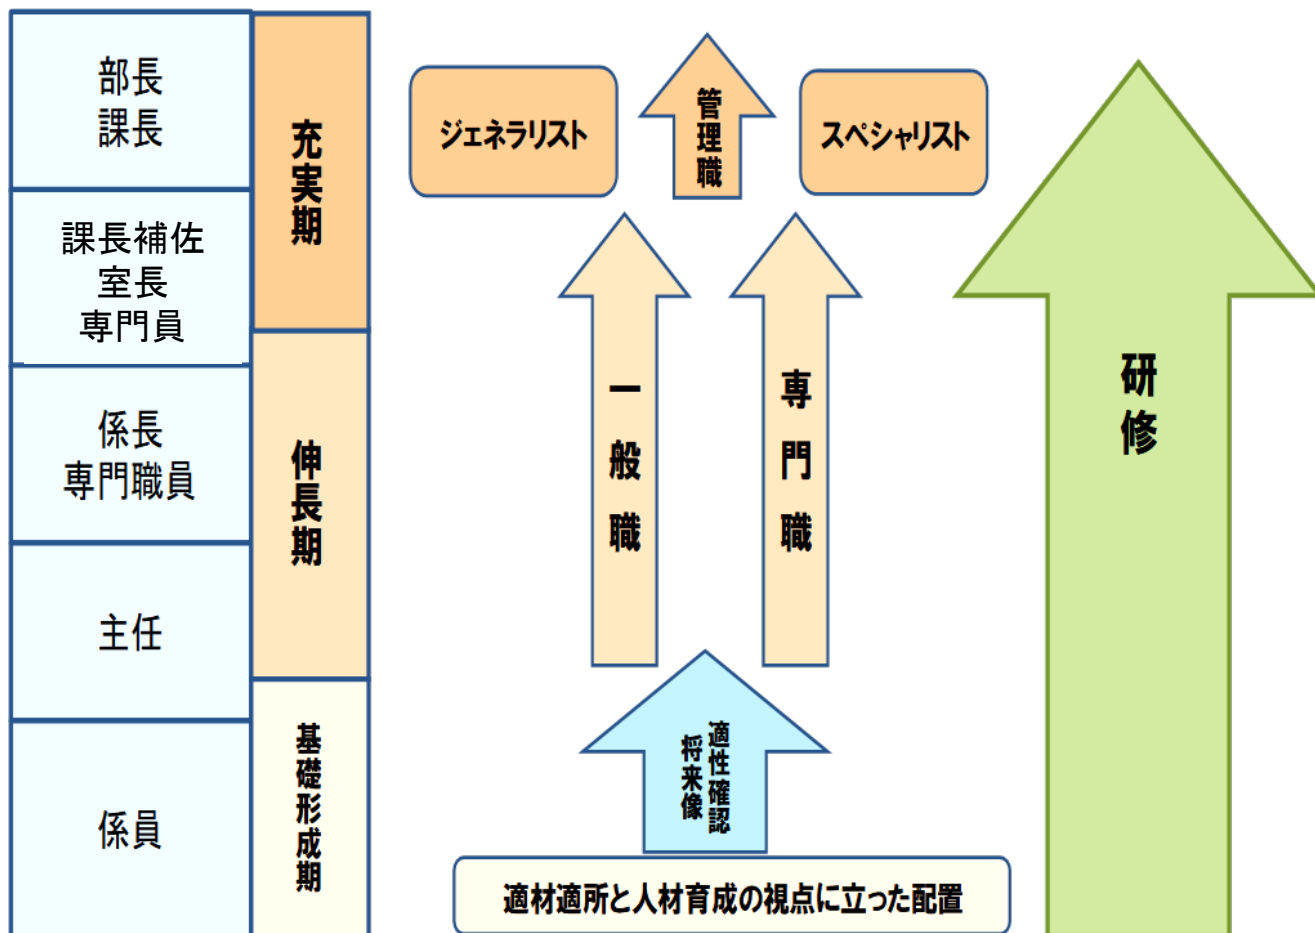 部長
課長
課長補佐
室長
専門員
係長
専門職員
主任
係員
充実期
伸長期
基礎形成期
ジェネラリスト
管理職
スペシャリスト
一般職
専門職
適性確認
将来像
適材適所と人材育成の視点に立った配置
研修